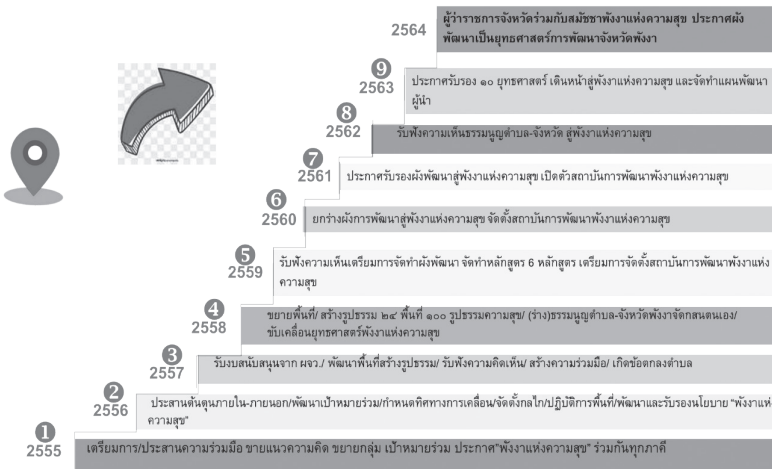 2564
ผู้ว่าราชการจังหวัดร่วมกับสมัชชาพังงาแห่งความสุข ประกาศผัง
พัฒนาเป็นยุทธศาสตร์การพัฒนาจังหวัดพังงา
9
2563
ประกาศรับรอง ๑๐ ยุทธศาสตร์ เดินหน้าสู่พังงาแห่งความสุข และจัดทำแผนพัฒนา
ผู้นำ
8
2562
รับฟังความเห็นธรรมนูญตำบล-จังหวัด สู่พังงาแห่งความสุข
7
2561
ประกาศรับรองผังพัฒนาสู่พังงาแห่งความสุข เปิดตัวสถาบันการพัฒนาพังงาแห่งความสุข
6
2560
ยกร่างผังการพัฒนาสู่พังงาแห่งความสุข จัดตั้งสถาบันการพัฒนาพังงาแห่งความสุข
5
2559
รับฟังความเห็นเตรียมการจัดทำผังพัฒนา จัดทำหลักสูตร 6 หลักสูตร เตรียมการจัดตั้งสถาบันการพัฒนาพังงาแห่ง
ความสุข
4
2558
ขยายพื้นที่/ สร้างรูปธรรม ๒๔ พื้นที่ ๑๐๐ รูปธรรมความสุข/ (ร่าง)ธรรมนูญตำบล-จังหวัดพังงาจัดกสนตนเอง/
ขับเคลื่อนยุทธศาสตร์พังงาแห่งความสุข
3
2557
รับงบสนับสนุนจาก ผจว./ พัฒนาพื้นที่สร้างรูปธรรม/ รับฟังความคิดเห็น/ สร้างความร่วมมือ/ เกิดข้อตกลงตำบล
2
2556
ประสานต้นตุนภายใน-ภายนอก/พัฒนาเป้าหมายร่วม/กำหนดทิศทางการเคลื่อน/จัดตั้งกลไก/ปฏิบัติการพื้นที่/พัฒนาและรับรองนโยบาย "พังงาแห่
ความสุข"
1
2555
เตรียมการ/ประสานความร่วมมือ ขายแนวความคิด ขยายกลุ่ม เป้าหมายร่วม ประกาศ"พังงาแห่งความสุข" ร่วมกันทุกภาคี